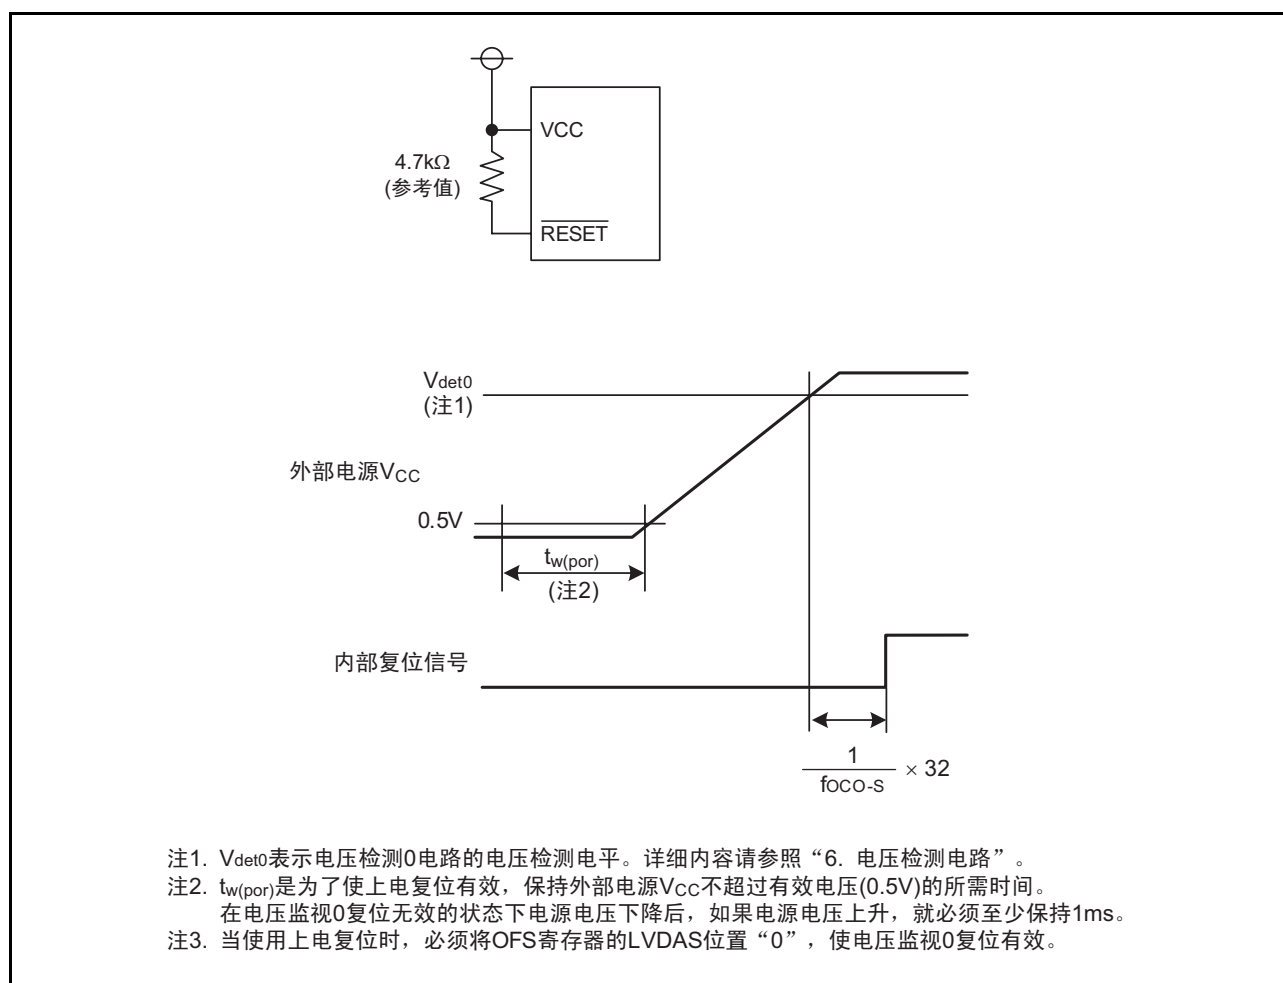 VCC
4.7kΩ
(参考值)
RESET
Vdet0
(注1)
外部电源VCC
0.5V
tw(por)
(注2)
内部复位信号
1
fOCO-S
× 32
注1. Vdet0表示电压检测0电路的电压检测电平。详细内容请参照“6. 电压检测电路”。
注2. tw(por)是为了使上电复位有效，保持外部电源VCC不超过有效电压(0.5V)的所需时间。
在电压监视0复位无效的状态下电源电压下降后，如果电源电压上升，就必须至少保持1ms。
注3. 当使用上电复位时，必须将OFS寄存器的LVDAS位置“0”，使电压监视0复位有效。